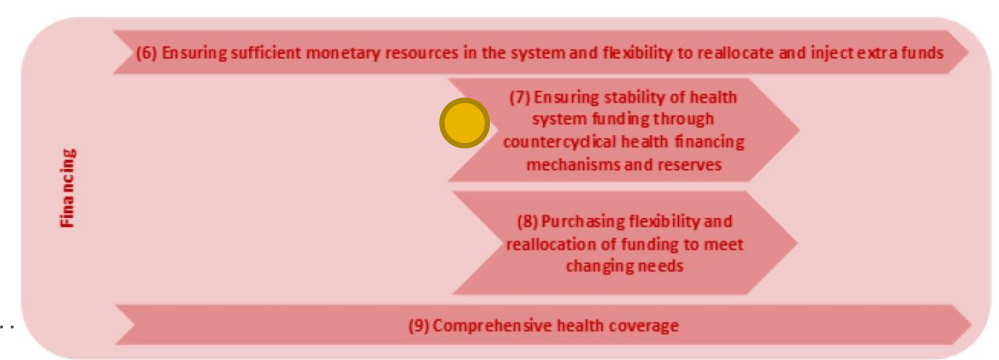 (6) Ensuring sufficient monetary resources in the system and flexibility to reallocate and inject extra funds
(7) Ensuring stability of health
system funding through
countercyclical health financing
mechanisms and reserves
Financing
(8) Purchasing flexibility and
reallocation of funding to meet
changing needs
(9) Comprehensive health coverage